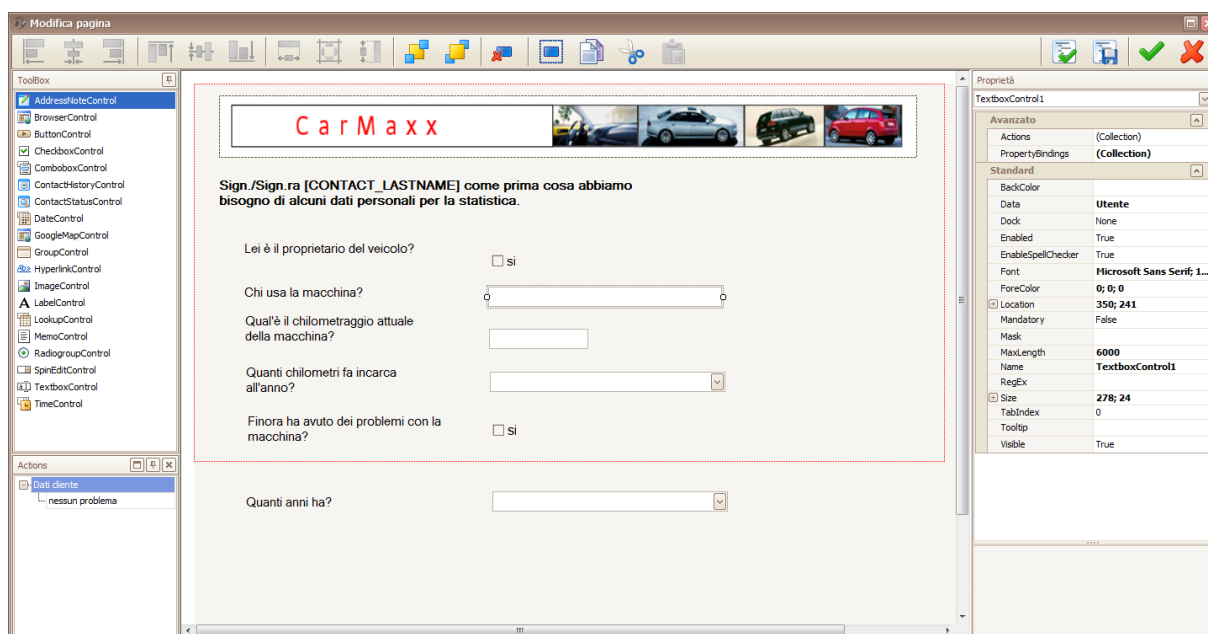 Modifica pagina
ToolBox
AddressNoteControl
BrowserControl
ButtonControl
CheckboxControl
ComboboxControl
ContactHistoryControl
ContactStatusControl
DateControl
GoogleMapControl
GroupControl
HyperlinkControl
ImageControl
LabelControl
LookupControl
MemoControl
RadiogroupControl
SpinEditControl
TextboxControl
TimeControl
Actions
Dati cliente
nessun problema
CarMaxx
Sign./Sign.ra [CONTACT_LASTNAME] come prima cosa abbiamo
bisogno di alcuni dati personali per la statistica.
Lei è il proprietario del veicolo?
si
Chi usa la macchina?
Qual'è il chilometraggio attuale
della macchina?
Quanti chilometri fa incarca
all'anno?
Finora ha avuto dei problemi con la
macchina?
si
Quanti anni ha?
Proprietà
TextboxControl1
Avanzato
Actions (Collection)
PropertyBindings (Collection)
Standard
BackColor
Data Utente
Dock None
Enabled True
EnableSpellChecker True
Font Microsoft Sans Serif; 1...
ForeColor 0; 0; 0
Location 350; 241
Mandatory False
Mask
MaxLength 6000
Name TextboxControl1
RegEx
Size 278; 24
TabIndex 0
Tooltip
Visible True